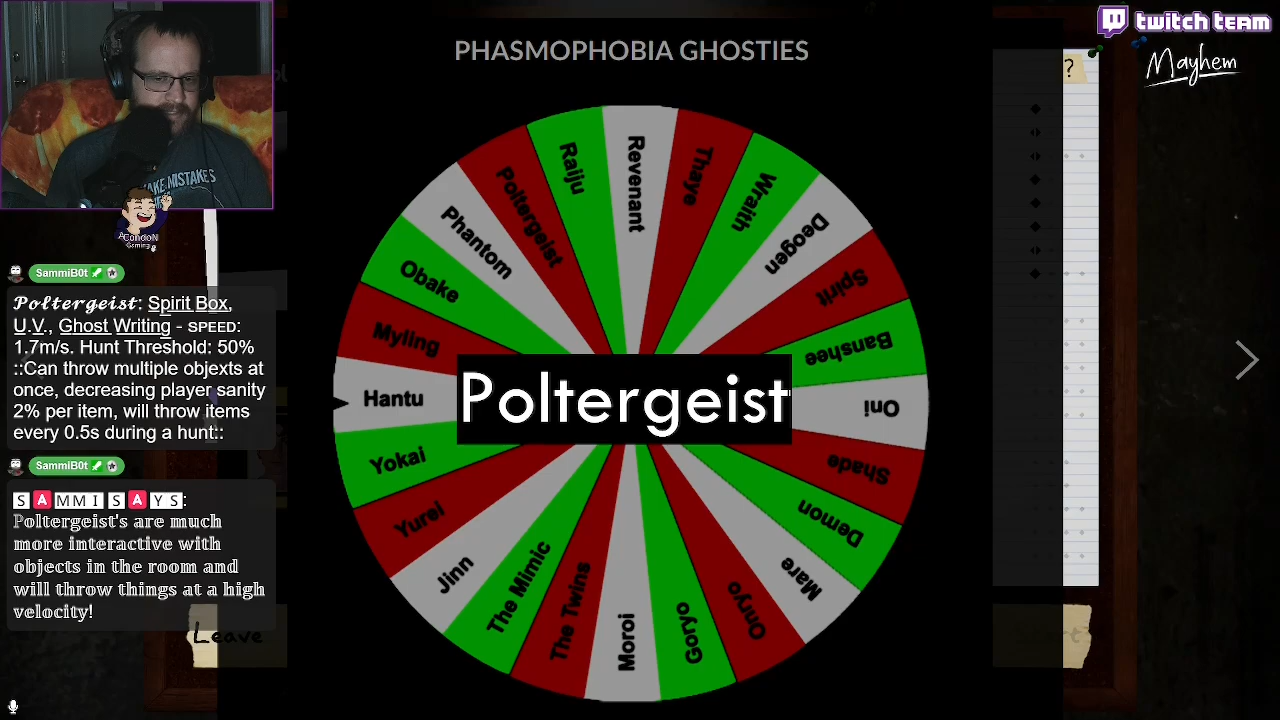 PHASMOPHOBIA GHOSTIES
twitch team
Mayhem
?
MAKE MISTAKES
ACondoN
Gaming
SammiB0t
Poltergeist: Spirit Box,
U.V., Ghost Writing - SPEED:
1.7m/s. Hunt Threshold: 50%
::Can throw multiple objexts at
once, decreasing player sanity
2% per item, will throw items
every 0.5s during a hunt::
SammiB0t
SAMMI SAYS:
Poltergeist's are much
more interactive with
objects in the room and
will throw things at a high
velocity!
Leave
Revenant
Thaye
Wraith
Deogen
Spirit
Banshee
Oni
Shade
Demon
Mare
Onryo
Goryo
Moroi
The Twins
The Mimic
Jinn
Yurei
Yokai
Hantu
Myling
Obake
Phantom
Poltergeist
Raiju
Poltergeist